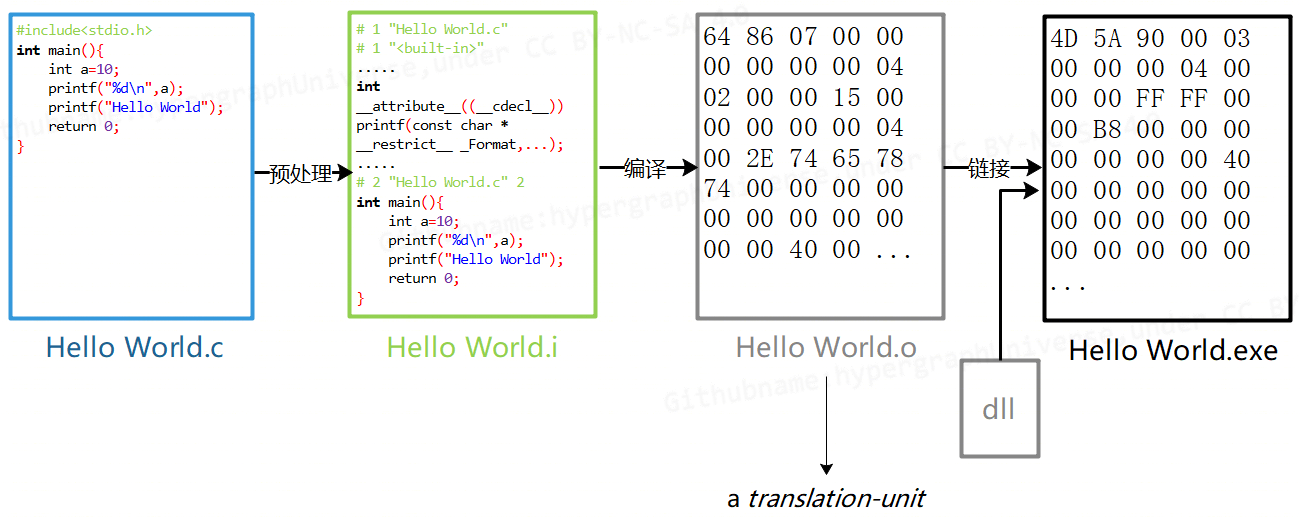 #include<stdio.h>
int main(){
    int a=10;
    printf("%d\n",a);
    printf("Hello World");
    return 0;
}
Hello World.c
预处理
# 1 "Hello World.c"
# 1 "<built-in>"
.....
int
__attribute__((__cdecl__))
printf(const char *
__restrict__ _Format,...);
.....
# 2 "Hello World.c" 2
int main(){
    int a=10;
    printf("%d\n",a);
    printf("Hello World");
    return 0;
}
Hello World.i
编译
64 86 07 00 00
00 00 00 00 04
02 00 00 15 00
00 00 00 00 04
00 2E 74 65 78
74 00 00 00 00
00 00 00 00 00
00 00 40 00 ...
Hello World.o
a translation-unit
链接
dll
4D 5A 90 00 03
00 00 00 04 00
00 00 FF FF 00
00 B8 00 00 00
00 00 00 00 40
00 00 00 00 00
00 00 00 00 00
00 00 00 00 00
...
Hello World.exe
Githubname:hypergraphUniverse,under CC BY